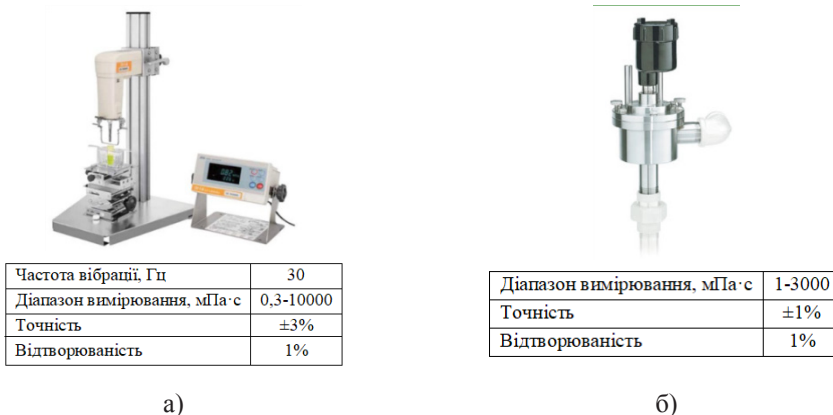 Частота вібрації, Гц 30
Діапазон вимірювання, мПа·с 0,3-10000
Точність ±3%
Відтворюваність 1%
а)
Діапазон вимірювання, мПа·с 1-3000
Точність ±1%
Відтворюваність 1%
б)